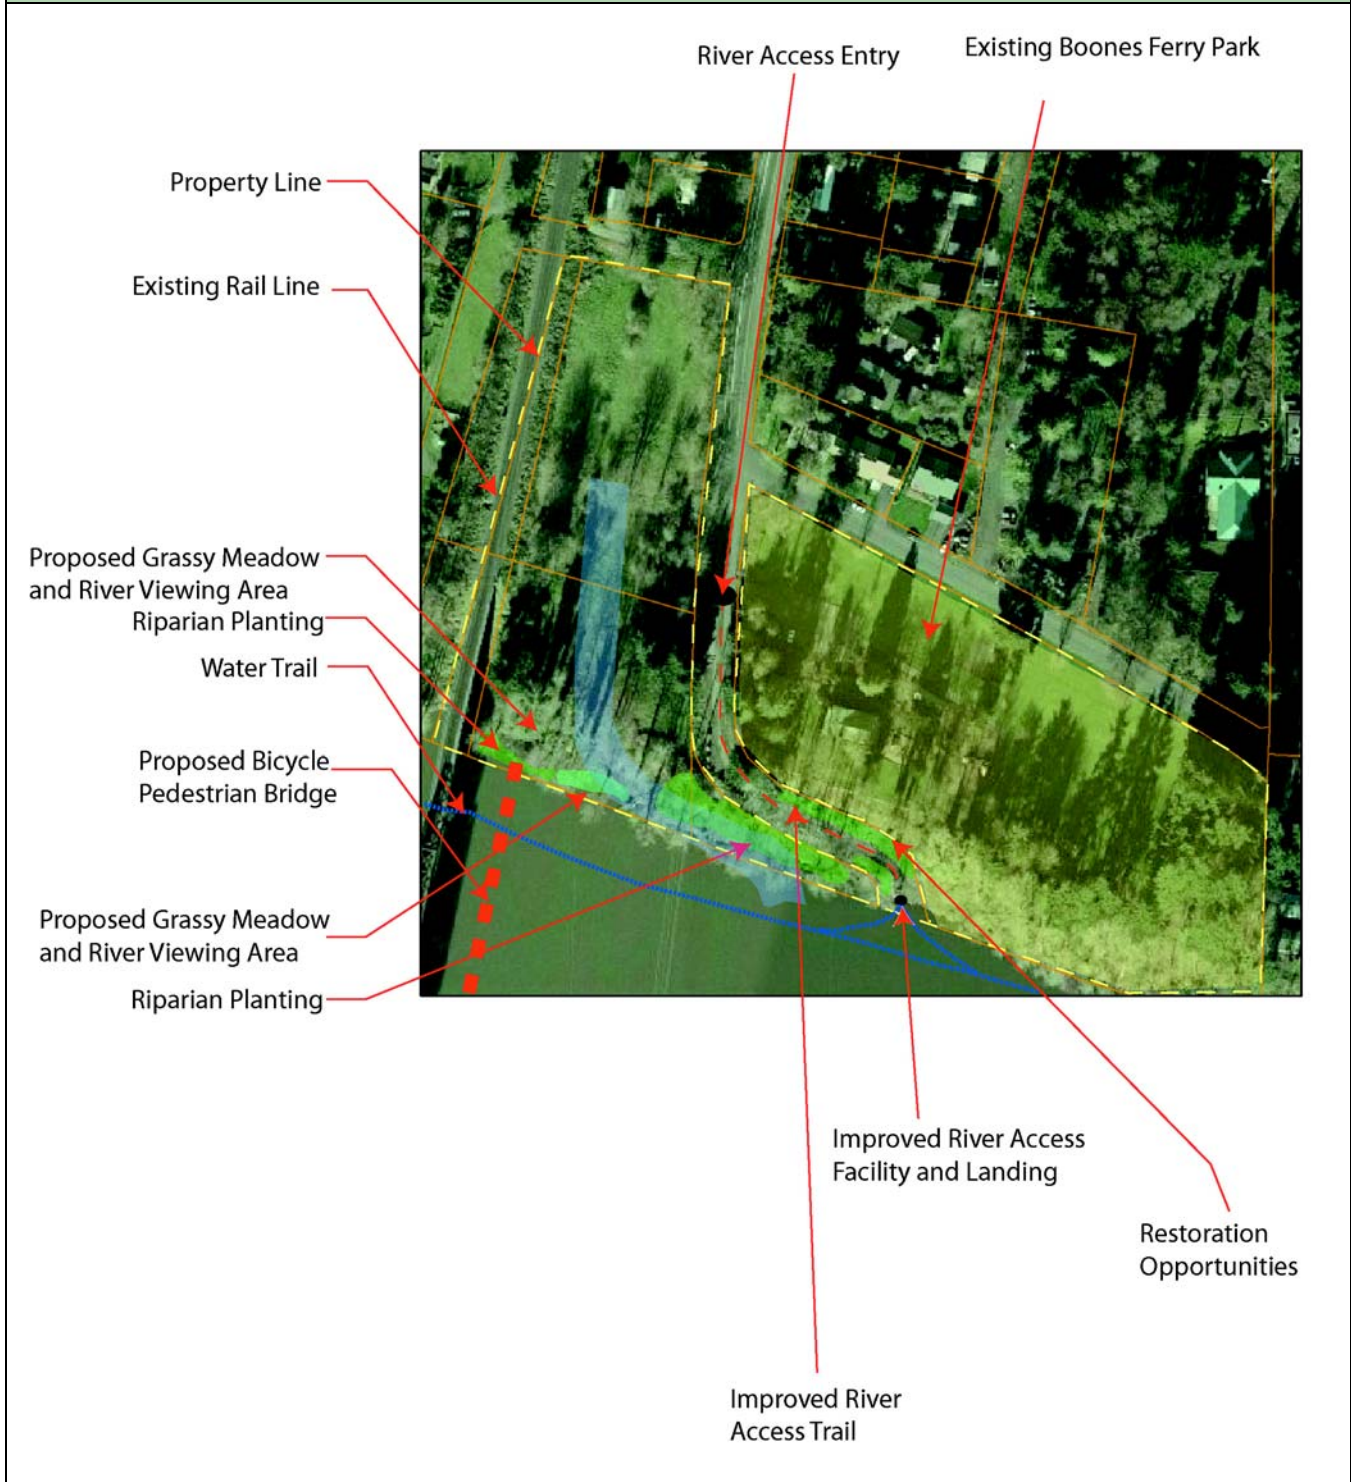 River Access Entry
Existing Boones Ferry Park
Property Line
Existing Rail Line
Proposed Grassy Meadow
and River Viewing Area
Riparian Planting
Water Trail
Proposed Bicycle
Pedestrian Bridge
Proposed Grassy Meadow
and River Viewing Area
Riparian Planting
Improved River Access
Facility and Landing
Restoration
Opportunities
Improved River
Access Trail